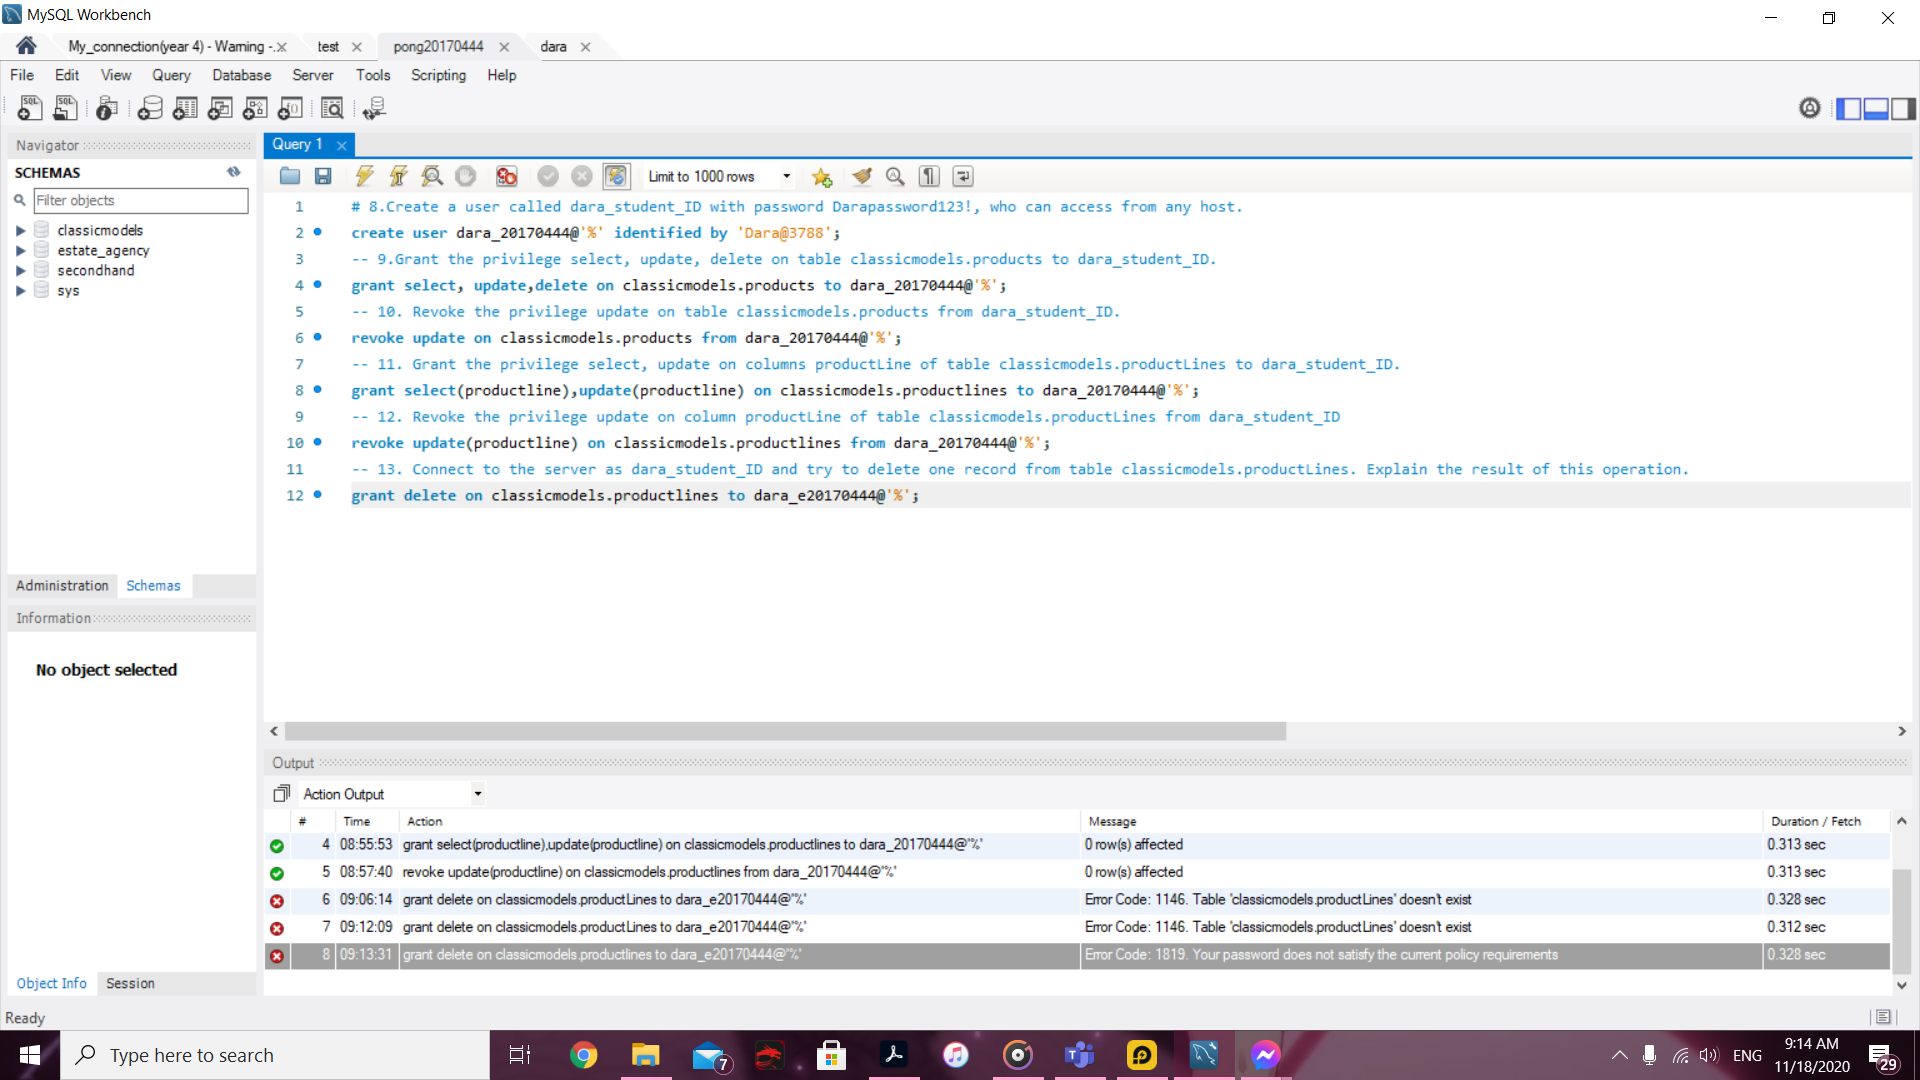 MySQL Workbench
My_connection(year 4) - Warning -.
test
pong20170444
dara
File Edit View Query Database Server Tools Scripting Help
Navigator
SCHEMAS
Filter objects
classicmodels
estate_agency
secondhand
sys
Administration Schemas
Information
No object selected
Object Info Session
Ready
Query 1
Limit to 1000 rows
1 # 8.Create a user called dara_student_ID with password Darapassword123!, who can access from any host.
2 create user dara_20170444@'%' identified by 'Dara@3788';
3 -- 9.Grant the privilege select, update, delete on table classicmodels.products to dara_student_ID.
4 grant select, update,delete on classicmodels.products to dara_20170444@'%';
5 -- 10. Revoke the privilege update on table classicmodels.products from dara_student_ID.
6 revoke update on classicmodels.products from dara_20170444@'%';
7 -- 11. Grant the privilege select, update on columns productLine of table classicmodels.productLines to dara_student_ID.
8 grant select(productline),update(productline) on classicmodels.productlines to dara_20170444@'%';
9 -- 12. Revoke the privilege update on column productLine of table classicmodels.productLines from dara_student_ID
10 revoke update(productline) on classicmodels.productlines from dara_20170444@'%';
11 -- 13. Connect to the server as dara_student_ID and try to delete one record from table classicmodels.productLines. Explain the result of this operation.
12 grant delete on classicmodels.productlines to dara_e20170444@'%';
Output
Action Output
# Time Action Message Duration / Fetch
4 08:55:53 grant select(productline),update(productline) on classicmodels.productlines to dara_20170444@'%' 0 row(s) affected 0.313 sec
5 08:57:40 revoke update(productline) on classicmodels.productlines from dara_20170444@'%' 0 row(s) affected 0.313 sec
6 09:06:14 grant delete on classicmodels.productLines to dara_e20170444@'%' Error Code: 1146. Table 'classicmodels.productLines' doesn't exist 0.328 sec
7 09:12:09 grant delete on classicmodels.productLines to dara_e20170444@'%' Error Code: 1146. Table 'classicmodels.productLines' doesn't exist 0.312 sec
8 09:13:31 grant delete on classicmodels.productlines to dara_e20170444@'%' Error Code: 1819. Your password does not satisfy the current policy requirements 0.328 sec
Type here to search
7
ENG
9:14 AM
11/18/2020
29